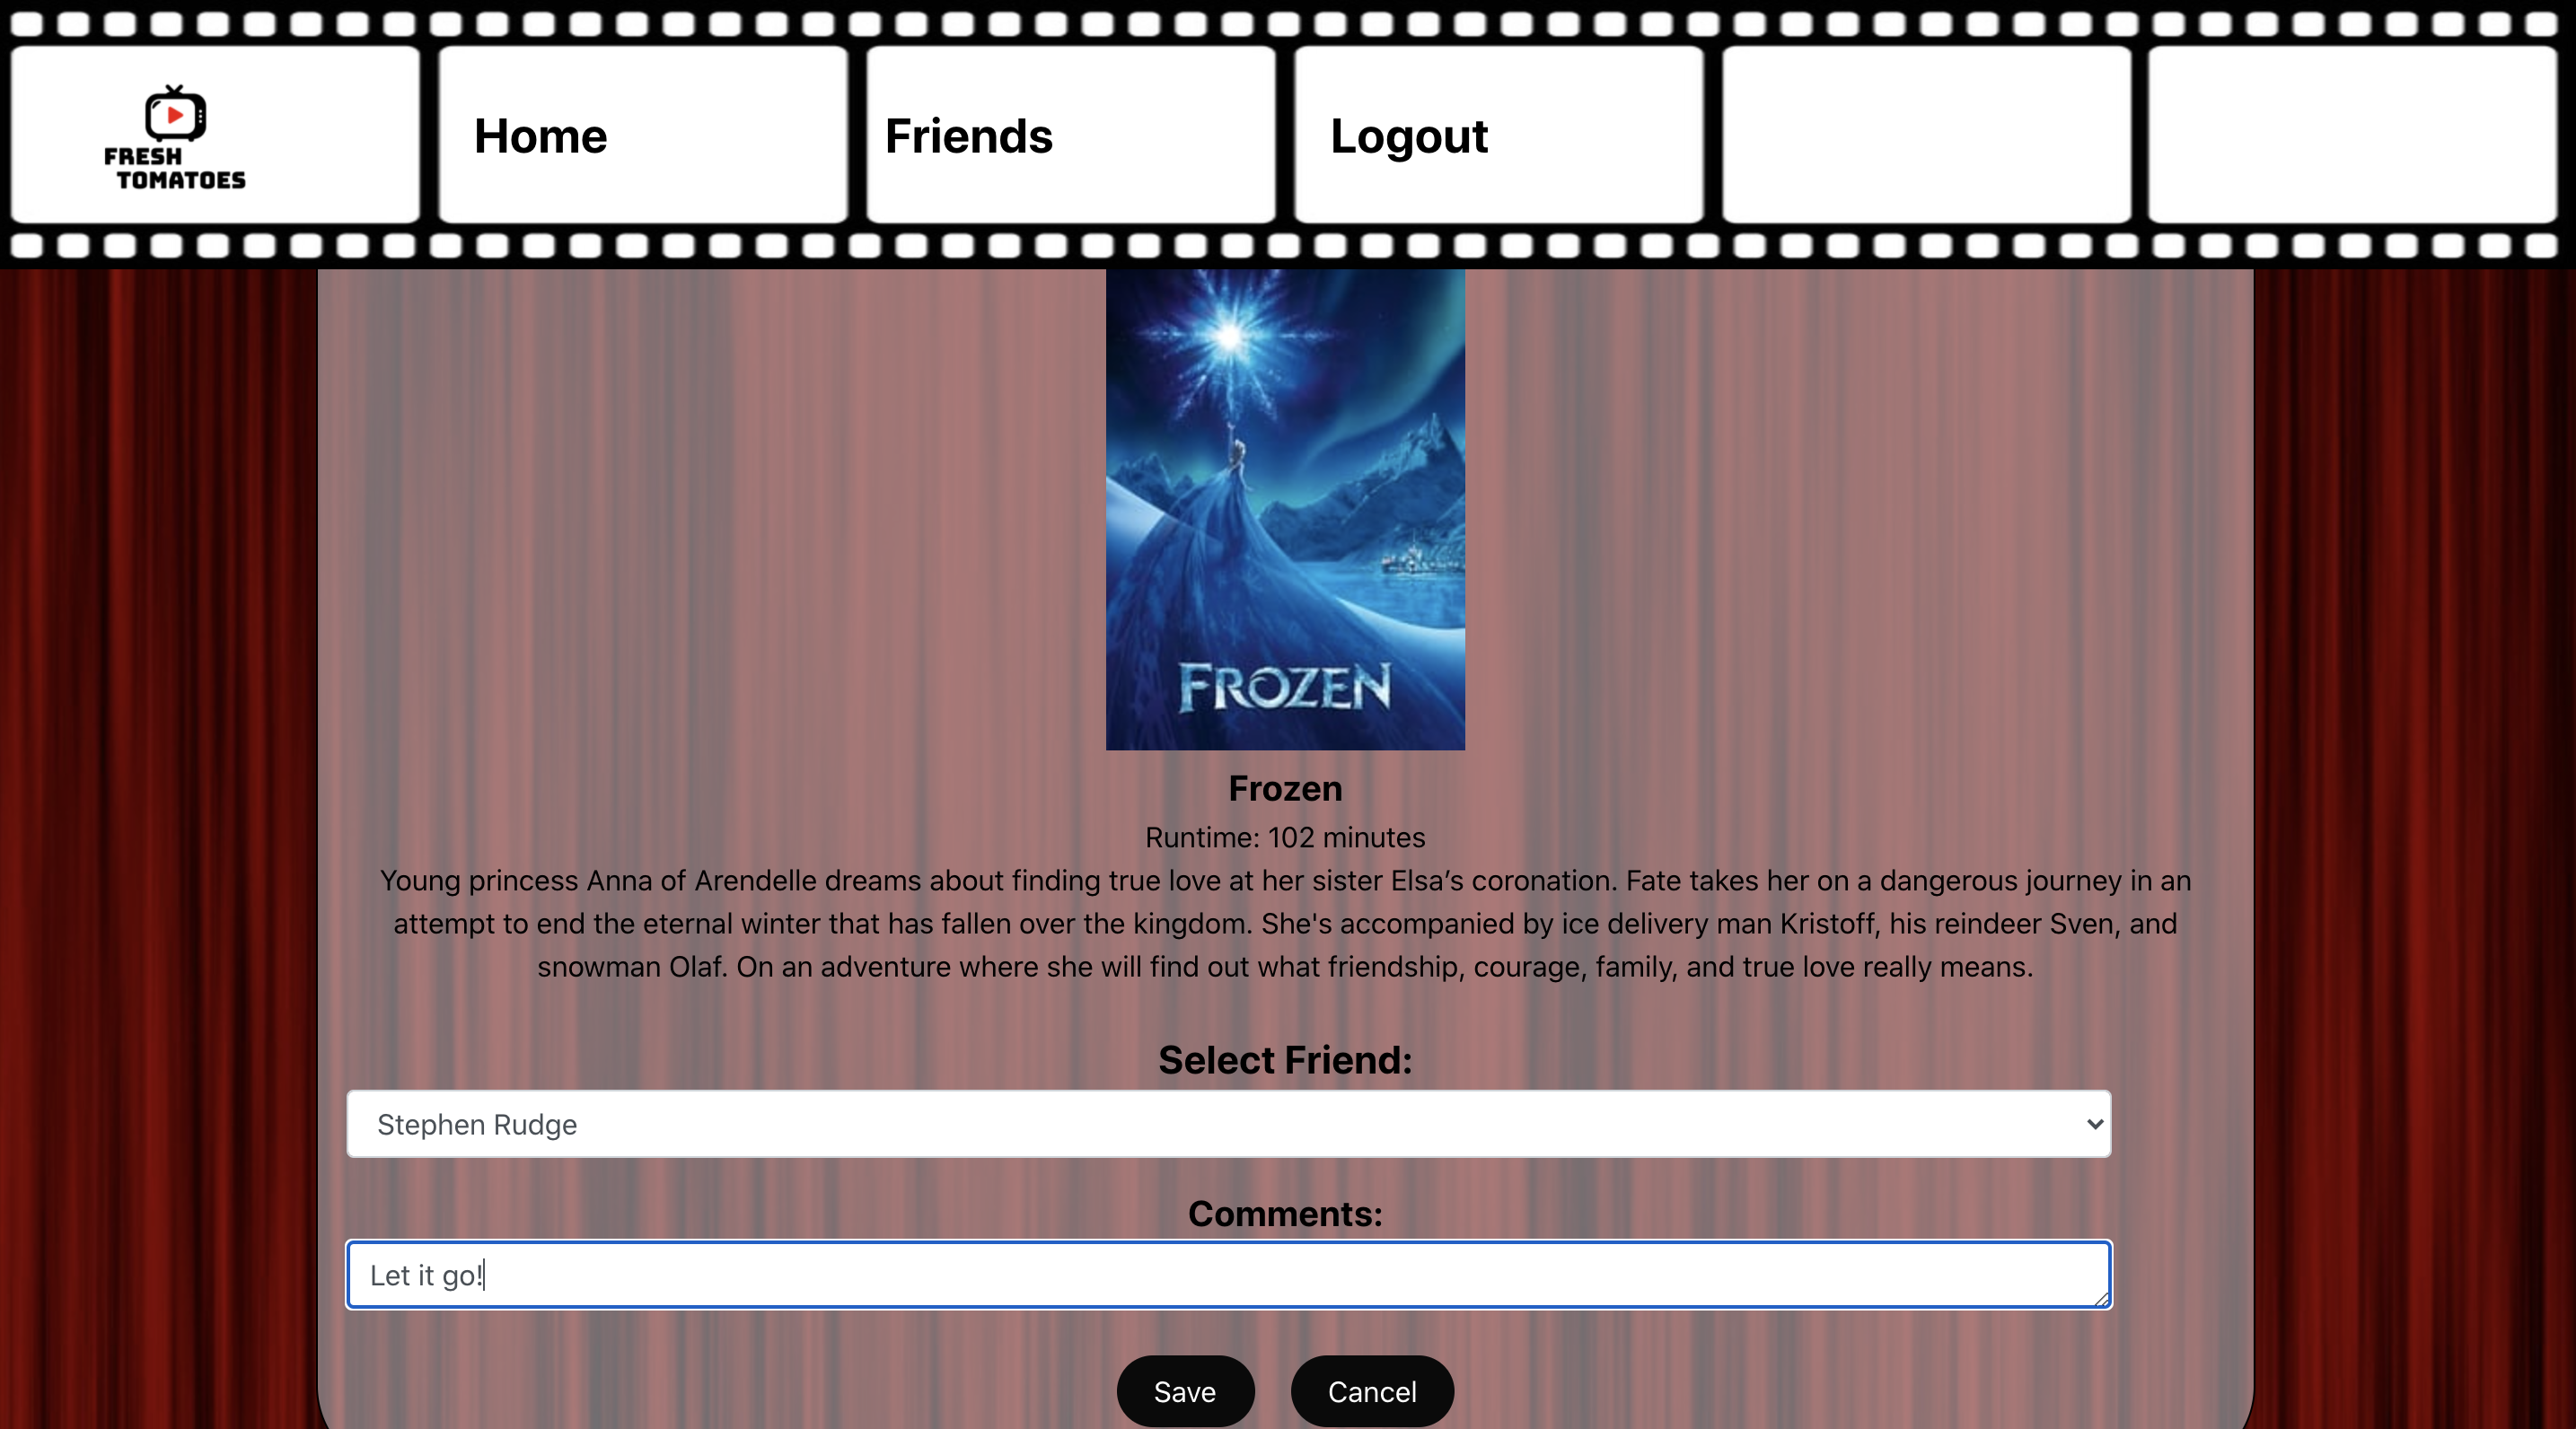 FRESH
TOMATOES
Home
Friends
Logout
FROZEN
Frozen
Runtime: 102 minutes
Young princess Anna of Arendelle dreams about finding true love at her sister Elsa’s coronation. Fate takes her on a dangerous journey in an
attempt to end the eternal winter that has fallen over the kingdom. She's accompanied by ice delivery man Kristoff, his reindeer Sven, and
snowman Olaf. On an adventure where she will find out what friendship, courage, family, and true love really means.
Select Friend:
Stephen Rudge
Comments:
Let it go!
Save
Cancel